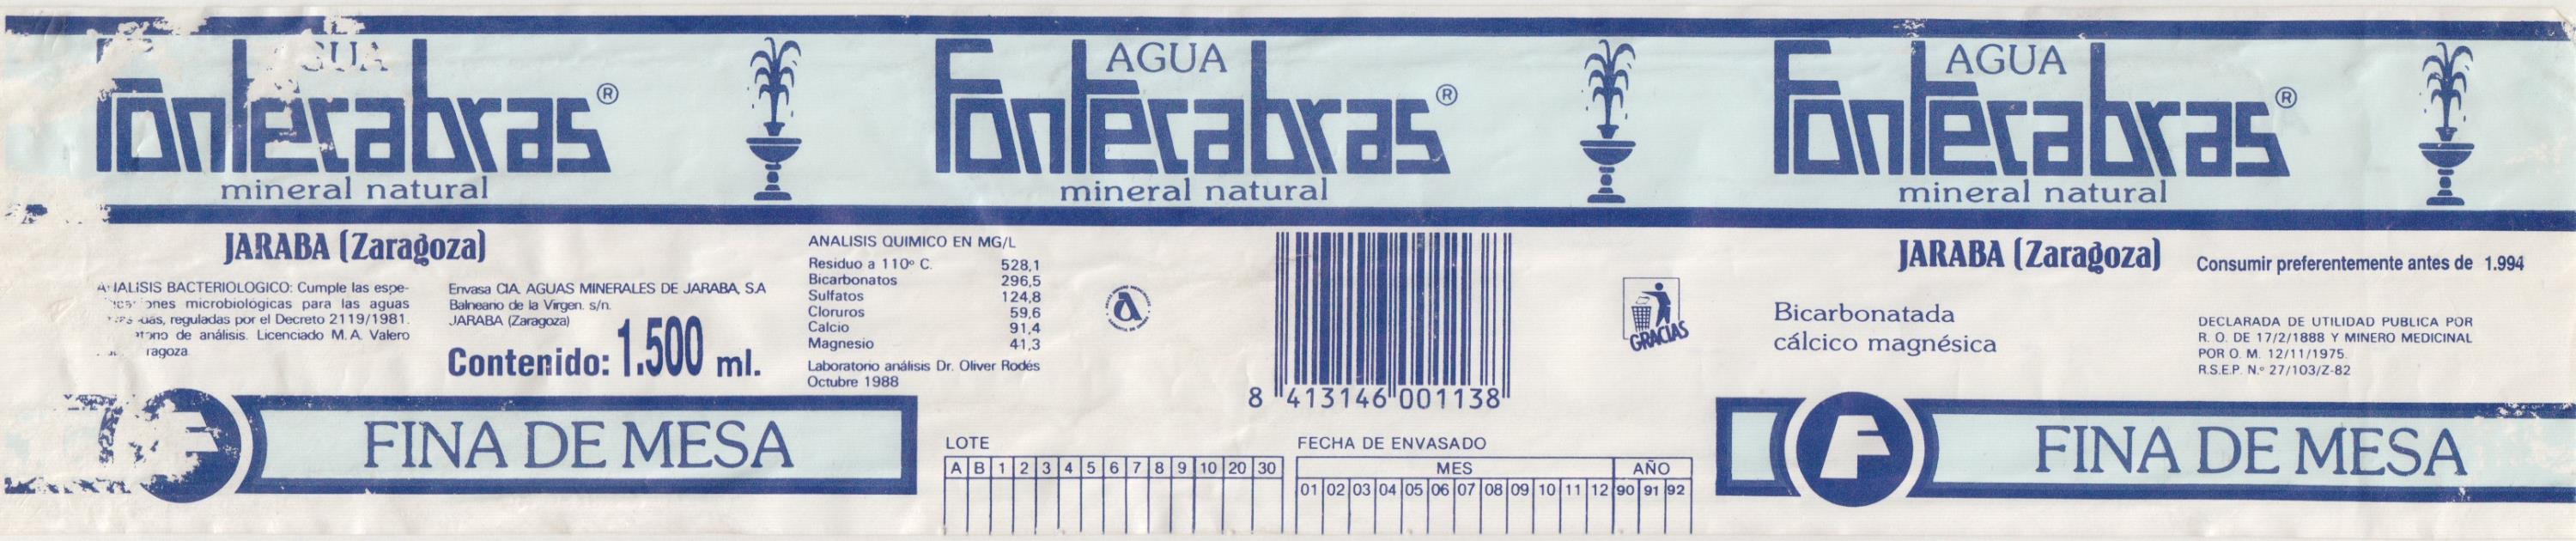 AGUA
Fontecabras®
mineral natural
AGUA
Fontecabras®
mineral natural
AGUA
Fontecabras®
mineral natural
JARABA (Zaragoza)
ANALISIS BACTERIOLOGICO: Cumple las espe-
microbiológicas para las aguas
reguladas por el Decreto 2119/1981.
de análisis. Licenciado M.A. Valero
Envasa CIA. AGUAS MINERALES DE JARABA, S.A
Balneario de la Virgen. s/n.
JARABA (Zaragoza)
Contenido: 1.500 ml.
ANALISIS QUIMICO EN MG/L
Residuo a 110º C. 528,1
Bicarbonatos 296,5
Sulfatos 124,8
Cloruros 59,6
Calcio 91,4
Magnesio 41,3
Laboratorio análisis Dr. Oliver Rodés
Octubre 1988
8 413146 001138
GRACIAS
JARABA (Zaragoza)
Consumir preferentemente antes de 1.994
Bicarbonatada
cálcico magnésica
DECLARADA DE UTILIDAD PUBLICA POR
R. O. DE 17/2/1888 Y MINERO MEDICINAL
POR O. M. 12/11/1975.
R.S.E.P. N.º 27/103/Z-82
F
FINA DE MESA
LOTE
A B 1 2 3 4 5 6 7 8 9 10 20 30
FECHA DE ENVASADO
MES AÑO
01 02 03 04 05 06 07 08 09 10 11 12 90 91 92
F
FINA DE MESA